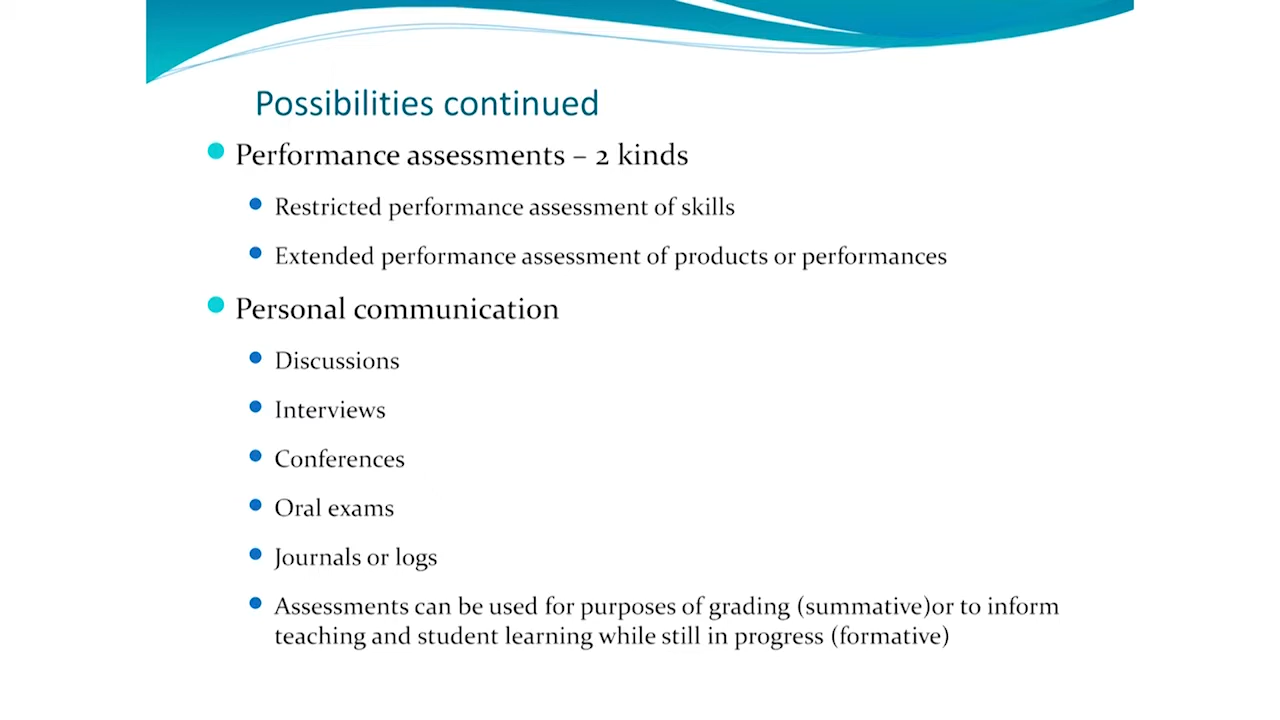 Possibilities continued
Performance assessments – 2 kinds
Restricted performance assessment of skills
Extended performance assessment of products or performances
Personal communication
Discussions
Interviews
Conferences
Oral exams
Journals or logs
Assessments can be used for purposes of grading (summative)or to inform
teaching and student learning while still in progress (formative)